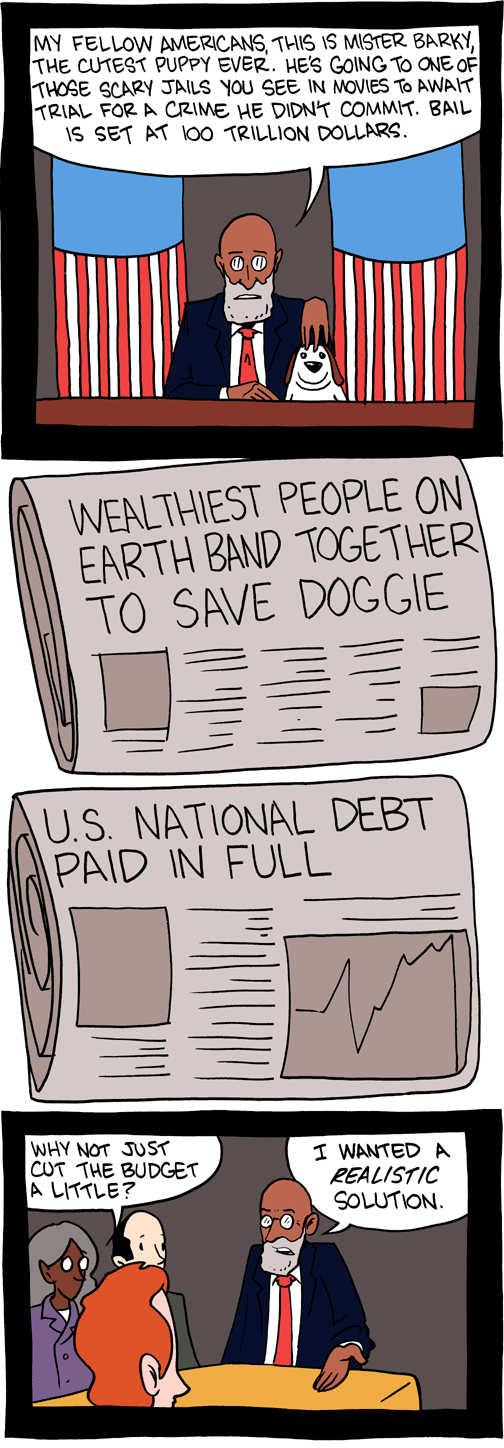 MY FELLOW AMERICANS, THIS IS MISTER BARKY,
THE CUTEST PUPPY EVER. HE'S GOING TO ONE OF
THOSE SCARY JAILS YOU SEE IN MOVIES TO AWAIT
TRIAL FOR A CRIME HE DIDN'T COMMIT. BAIL
IS SET AT 100 TRILLION DOLLARS.
WEALTHIEST PEOPLE ON
EARTH BAND TOGETHER
TO SAVE DOGGIE
U.S. NATIONAL DEBT
PAID IN FULL
WHY NOT JUST
CUT THE BUDGET
A LITTLE?
I WANTED A
REALISTIC
SOLUTION.